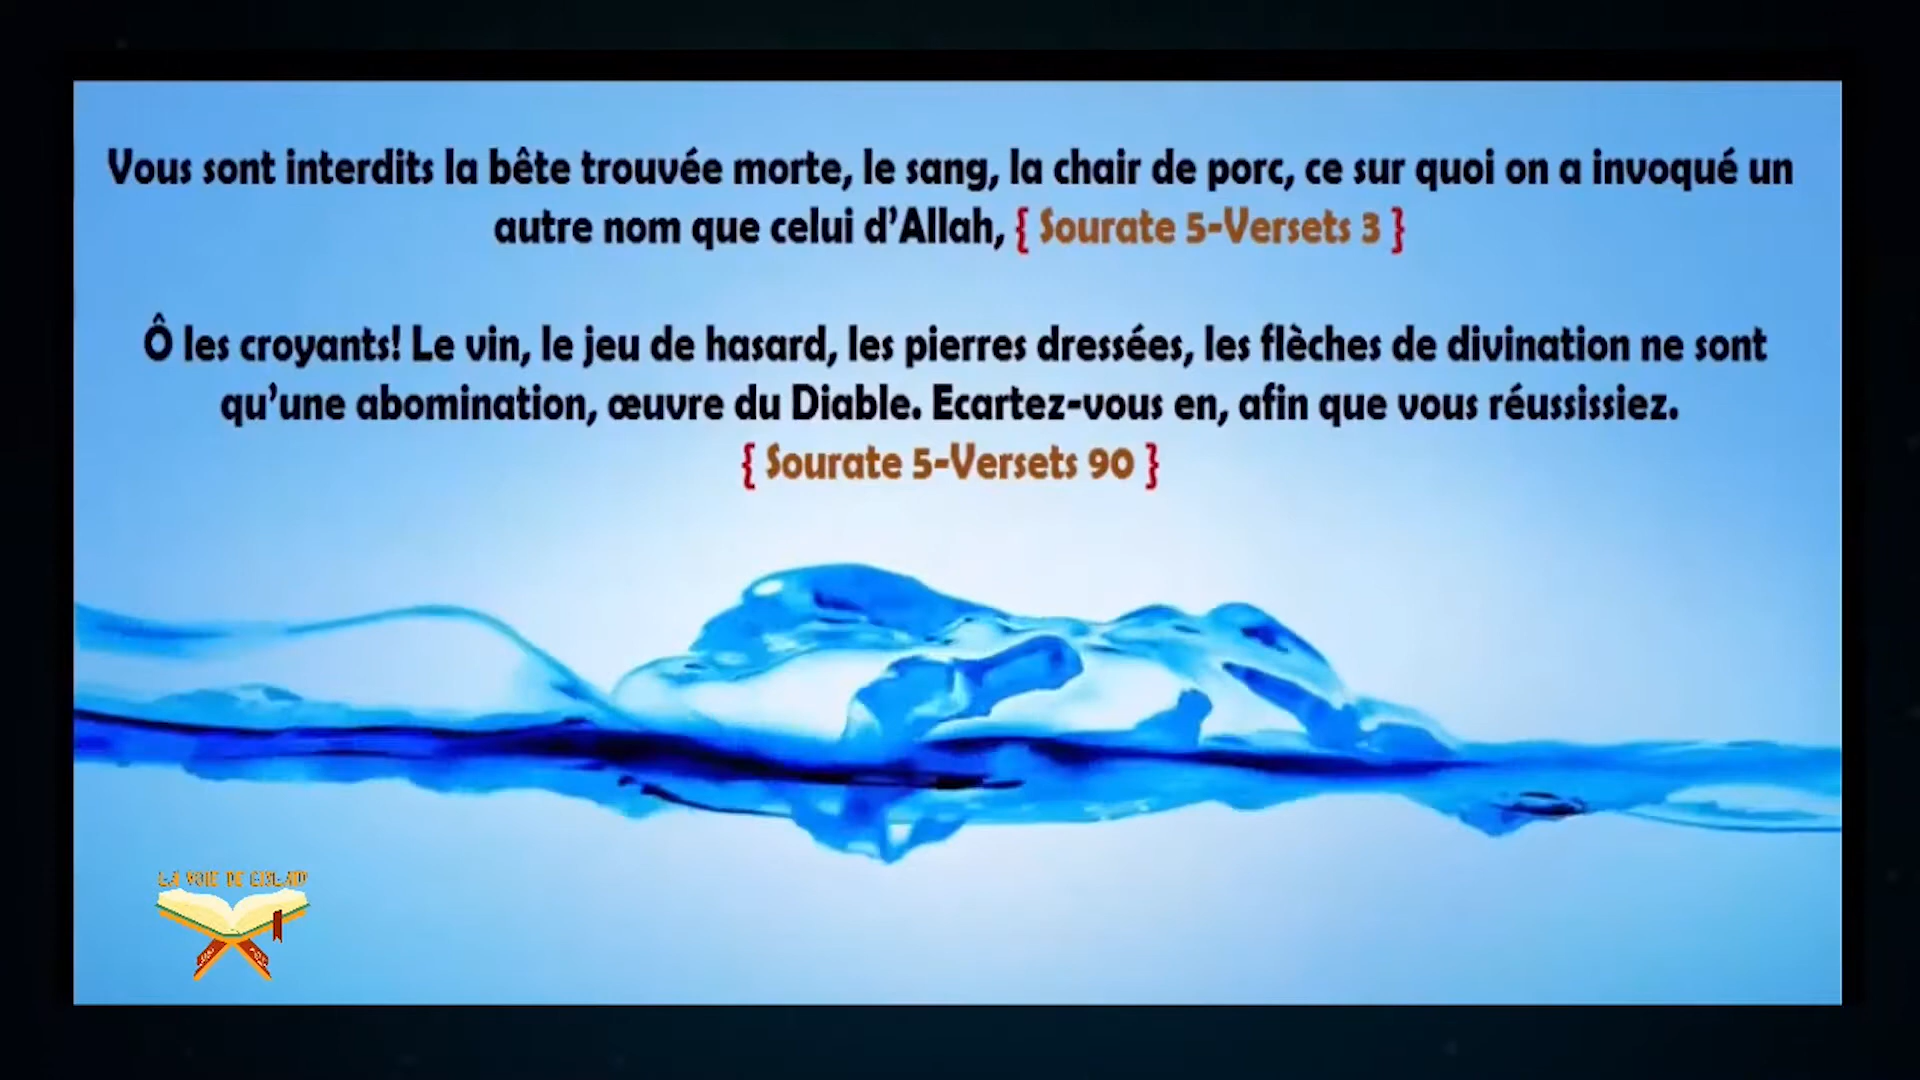 Vous sont interdits la bête trouvée morte, le sang, la chair de porc, ce sur quoi on a invoqué un
autre nom que celui d’Allah, { Sourate 5-Versets 3 }
Ô les croyants! Le vin, le jeu de hasard, les pierres dressées, les flèches de divination ne sont
qu’une abomination, œuvre du Diable. Ecartez-vous en, afin que vous réussissiez.
{ Sourate 5-Versets 90 }
LA VOIE DE